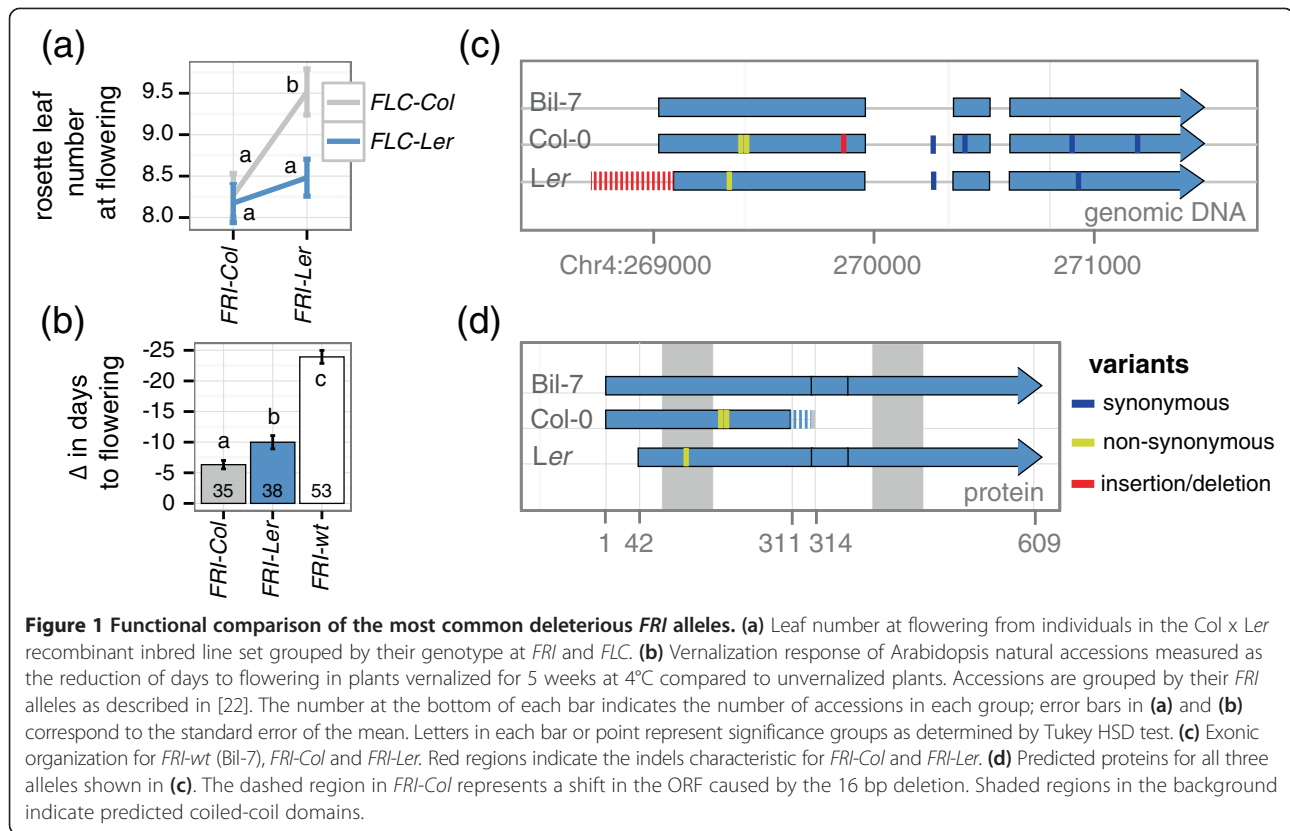 (a)
rosette leaf
number
at flowering
9.5
9.0
8.5
8.0
a
b
a
a
FLC-Col
FLC-Ler
FRI-Col
FRI-Ler
(b)
Δ in days
to flowering
-25
-20
-15
-10
-5
0
a
b
c
35
38
53
FRI-Col
FRI-Ler
FRI-wt
(c)
Bil-7
Col-0
Ler
genomic DNA
Chr4:269000
270000
271000
(d)
Bil-7
Col-0
Ler
protein
1
42
311
314
609
variants
synonymous
non-synonymous
insertion/deletion
Figure 1 Functional comparison of the most common deleterious FRI alleles. (a) Leaf number at flowering from individuals in the Col x Ler
recombinant inbred line set grouped by their genotype at FRI and FLC. (b) Vernalization response of Arabidopsis natural accessions measured as
the reduction of days to flowering in plants vernalized for 5 weeks at 4°C compared to unvernalized plants. Accessions are grouped by their FRI
alleles as described in [22]. The number at the bottom of each bar indicates the number of accessions in each group; error bars in (a) and (b)
correspond to the standard error of the mean. Letters in each bar or point represent significance groups as determined by Tukey HSD test. (c) Exonic
organization for FRI-wt (Bil-7), FRI-Col and FRI-Ler. Red regions indicate the indels characteristic for FRI-Col and FRI-Ler. (d) Predicted proteins for all three
alleles shown in (c). The dashed region in FRI-Col represents a shift in the ORF caused by the 16 bp deletion. Shaded regions in the background
indicate predicted coiled-coil domains.